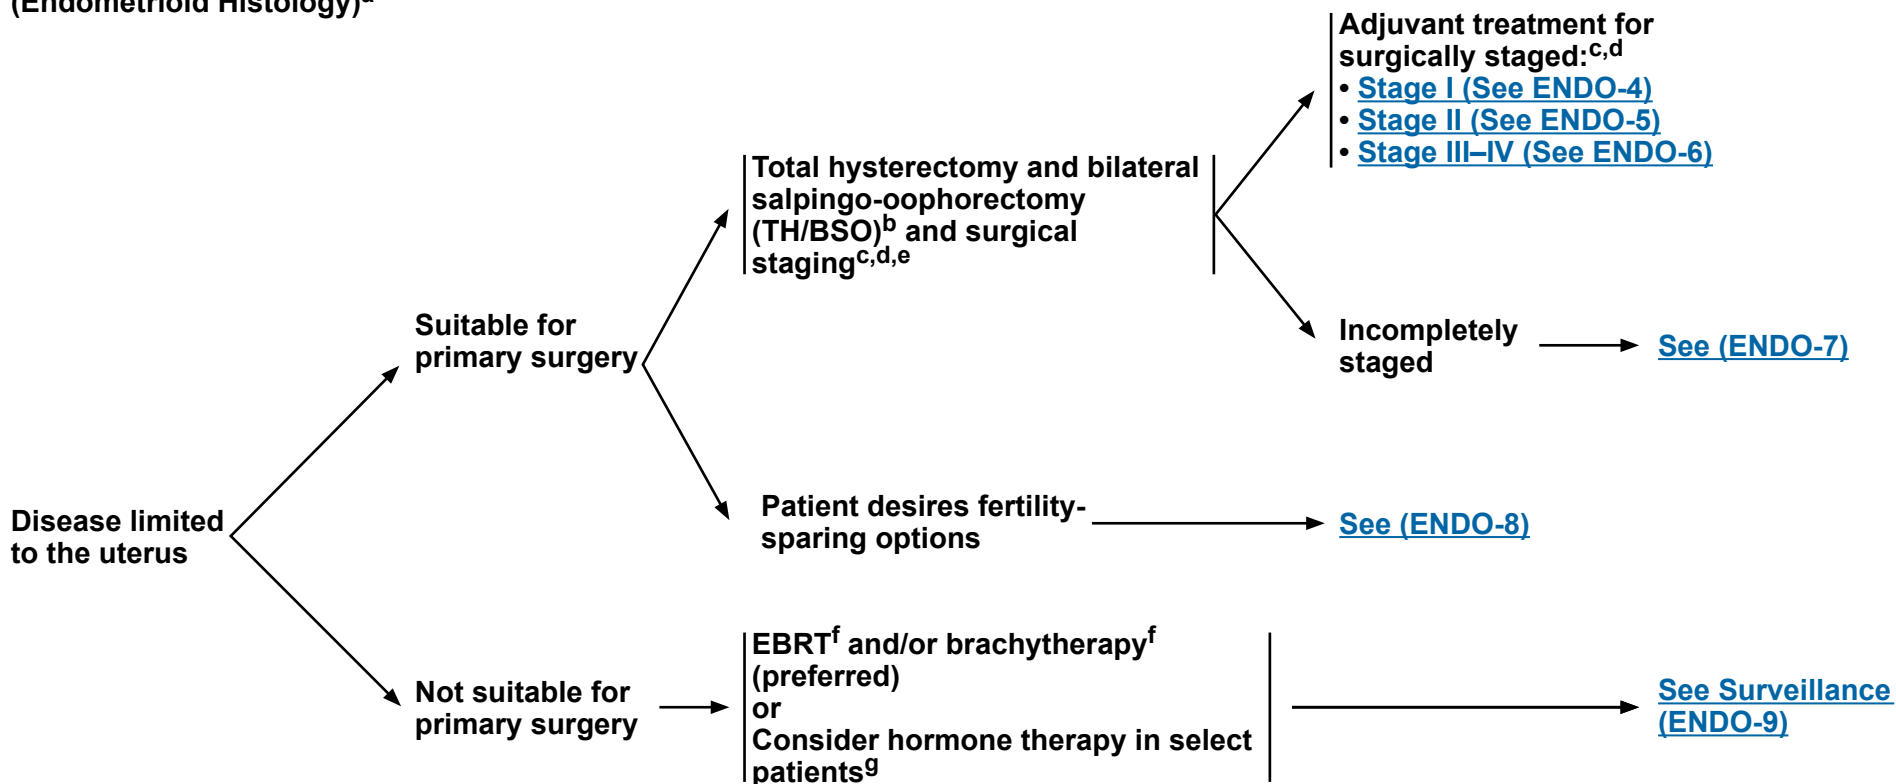 (Endometrioid Histology)a
Adjuvant treatment for
surgically staged:c,d
• Stage I (See ENDO-4)
• Stage II (See ENDO-5)
• Stage III–IV (See ENDO-6)
Total hysterectomy and bilateral
salpingo-oophorectomy
(TH/BSO)b and surgical
stagingc,d,e
Suitable for
primary surgery
Incompletely
staged
See (ENDO-7)
Disease limited
to the uterus
Patient desires fertility-
sparing options
See (ENDO-8)
Not suitable for
primary surgery
EBRTf and/or brachytherapyf
(preferred)
or
Consider hormone therapy in select
patientsg
See Surveillance
(ENDO-9)